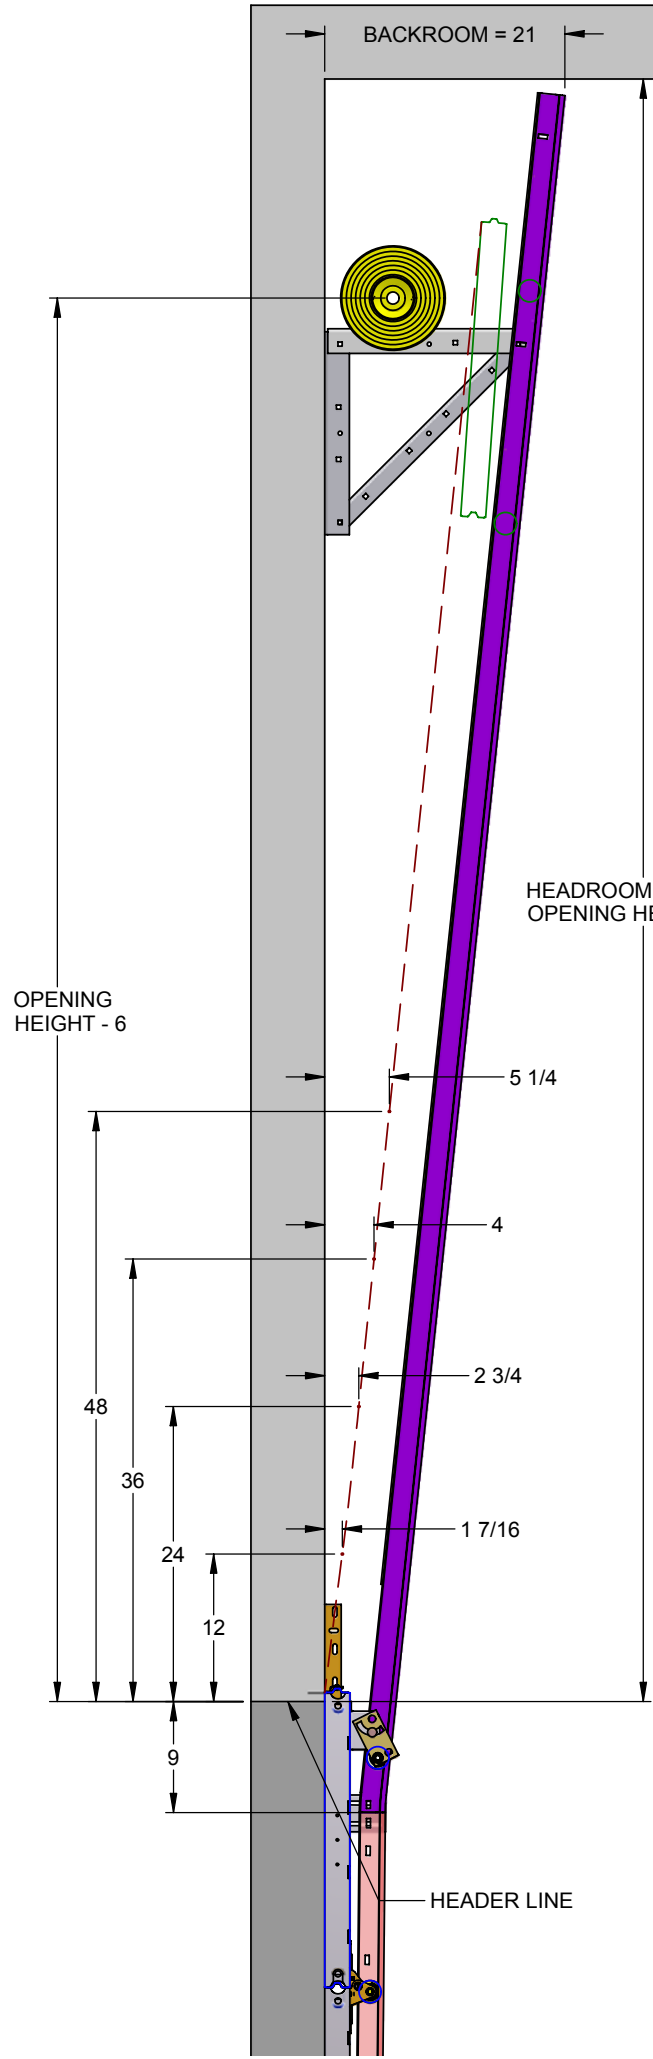 BACKROOM = 21
HEADROOM
OPENING
OPENING
HEIGHT - 6
5 1/4
4
2 3/4
48
36
1 7/16
24
12
9
HEADER LINE